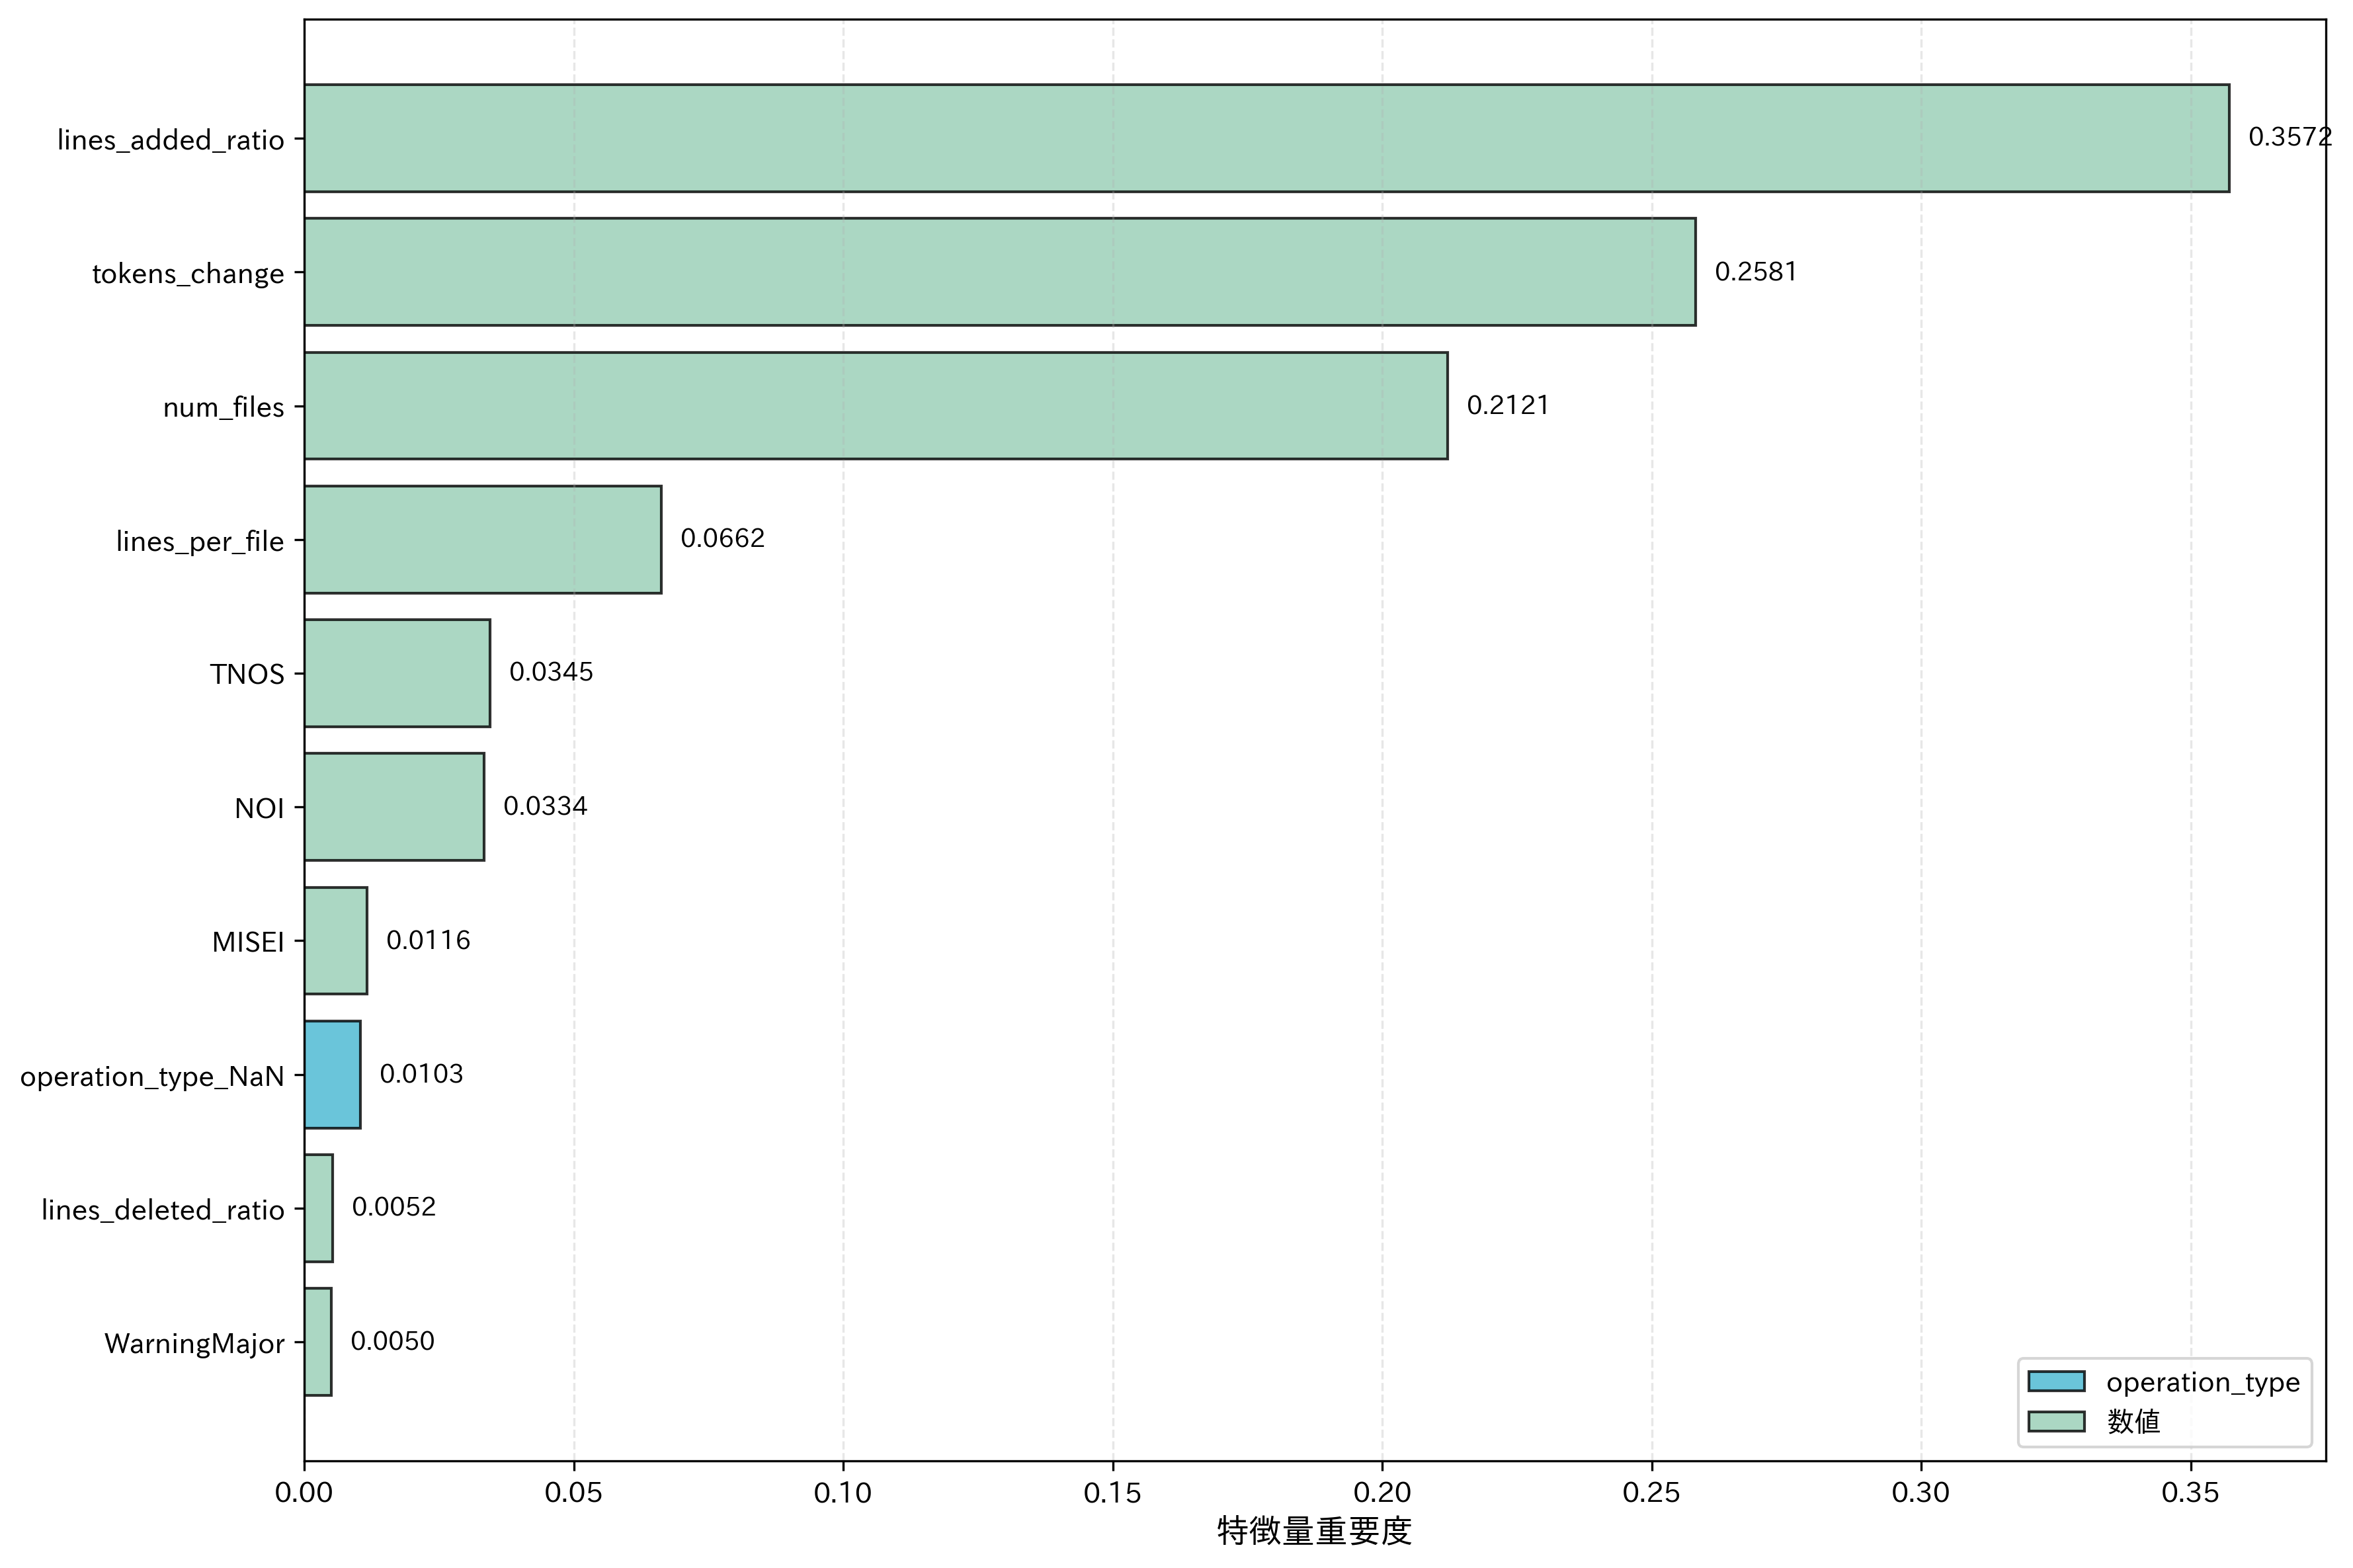 lines_added_ratio 0.3572
tokens_change 0.2581
num_files 0.2121
lines_per_file 0.0662
TNOS 0.0345
NOI 0.0334
MISEI 0.0116
operation_type_NaN 0.0103
lines_deleted_ratio 0.0052
WarningMajor 0.0050
operation_type
数値
0.00 0.05 0.10 0.15 0.20 0.25 0.30 0.35
特徴量重要度